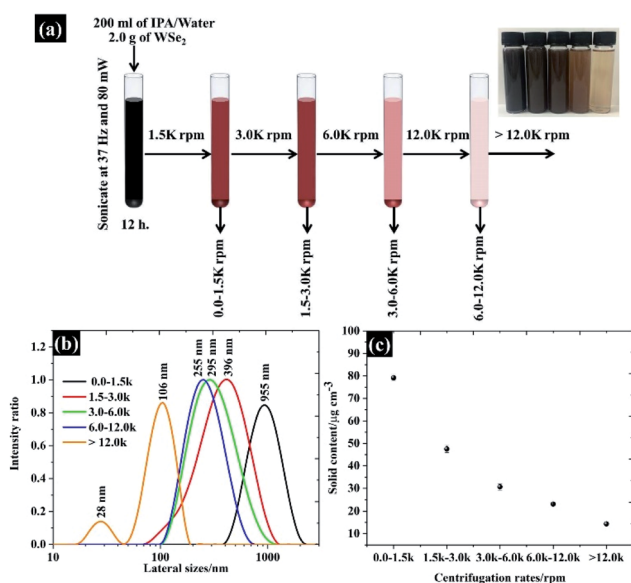 (a)
200 ml of IPA/Water
2.0 g of WSe₂
Sonicate at 37 Hz and 80 mW
12 h.
1.5K rpm
3.0K rpm
6.0K rpm
12.0K rpm
> 12.0K rpm
0.0-1.5K rpm
1.5-3.0K rpm
3.0-6.0K rpm
6.0-12.0K rpm
(b)
Intensity ratio
1.0
0.8
0.6
0.4
0.2
0.0
1.2
0.0-1.5k
1.5-3.0k
3.0-6.0k
6.0-12.0k
> 12.0k
28 nm
106 nm
255 nm
295 nm
396 nm
955 nm
10
100
1000
Lateral sizes/nm
(c)
Solid content/µg cm⁻³
100
90
80
70
60
50
40
30
20
10
0
0.0-1.5k
1.5k-3.0k
3.0k-6.0k
6.0k-12.0k
>12.0k
Centrifugation rates/rpm